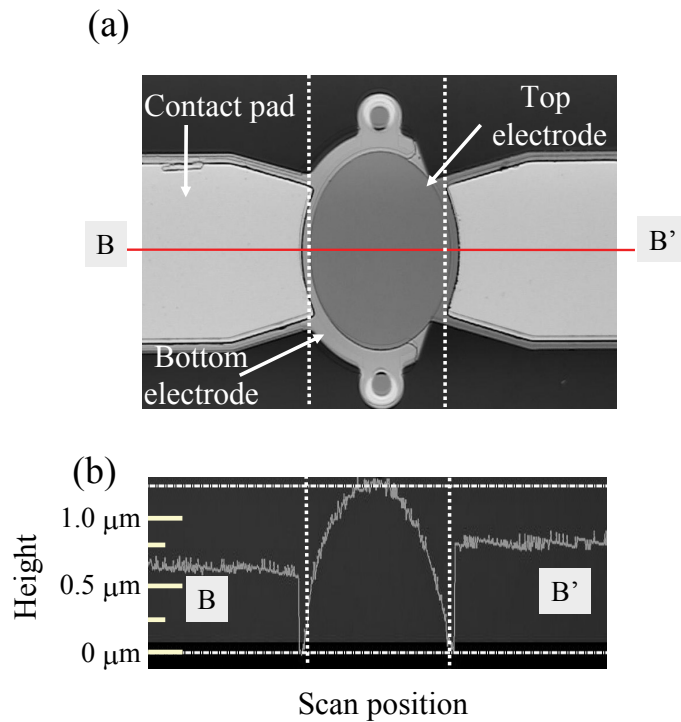 (a)
Contact pad
Top
electrode
B
B’
Bottom
electrode
(b)
Height
1.0 μm
0.5 μm
0 μm
B
B’
Scan position